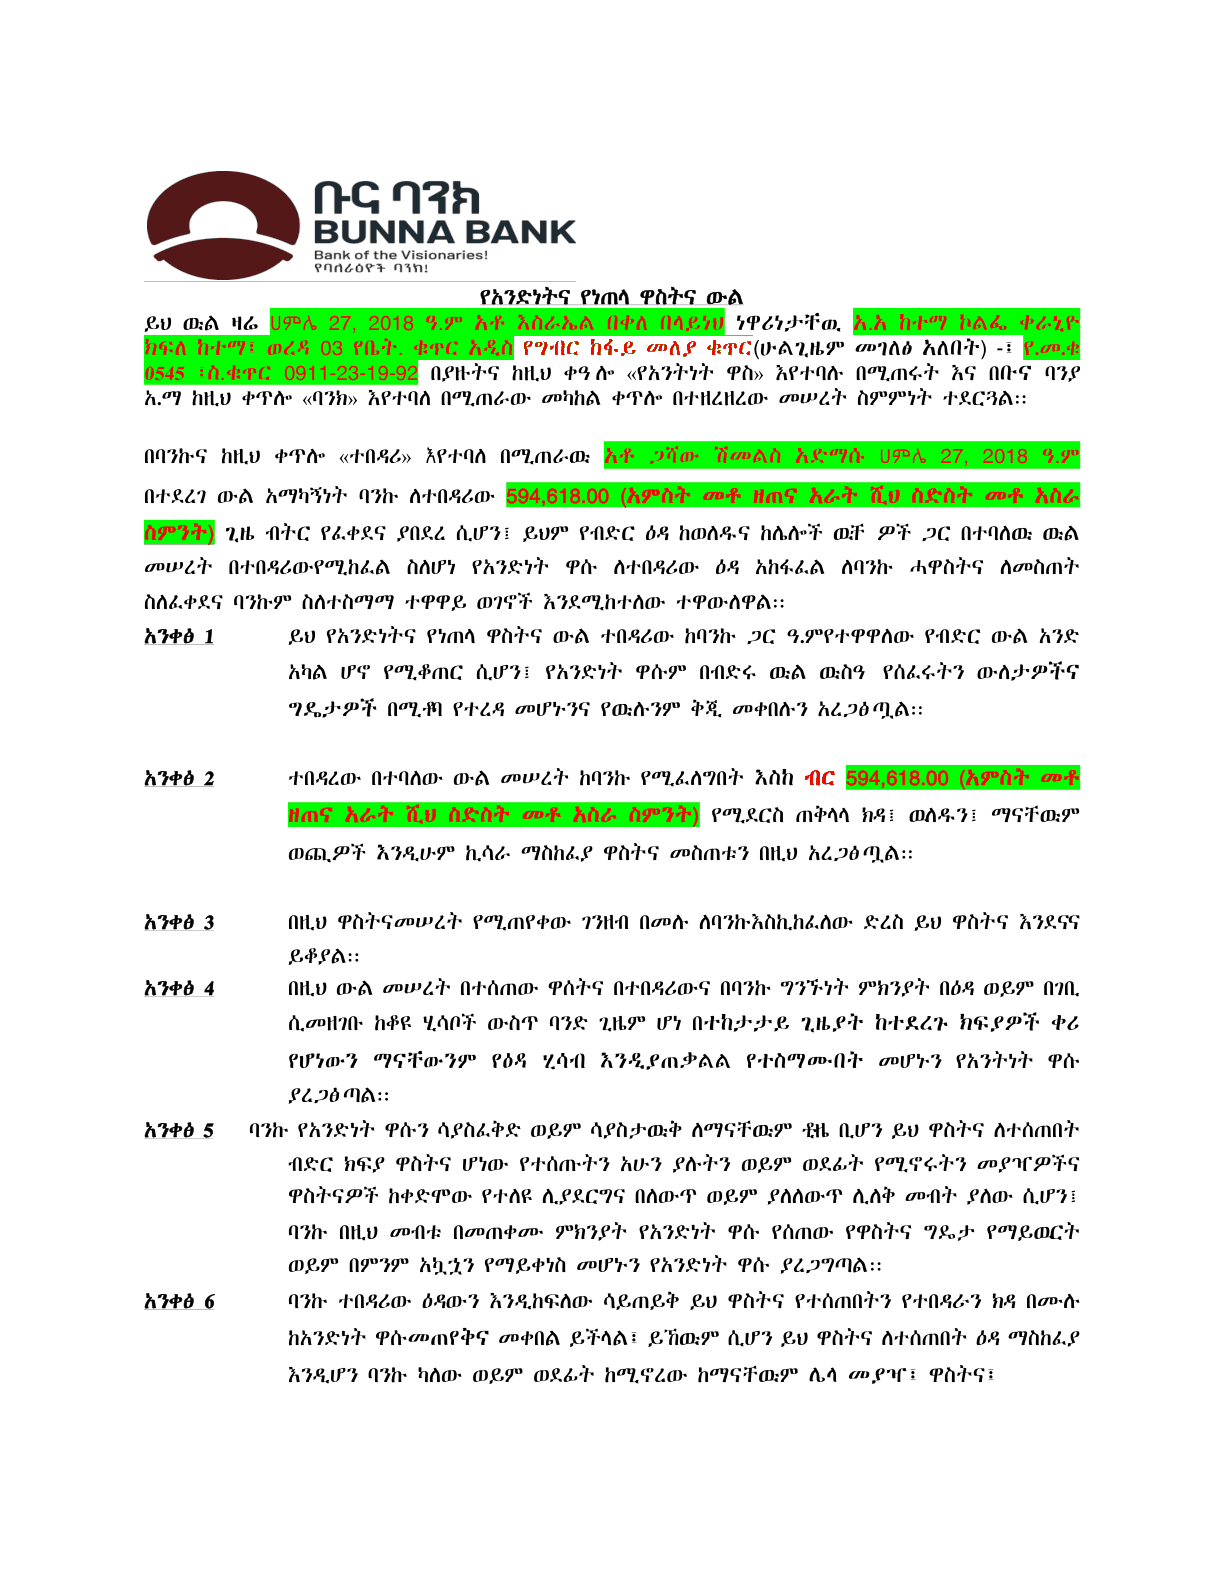 ቡና ባንክ
BUNNA BANK
Bank of the Visionaries!
የባለራዕዮች ባንክ!
የአንድነትና የነጠላ ዋስትና ውል
ይህ ዉል ዛሬ ሀምሌ 27, 2018 ዓ.ም አቶ እስራኤል በቀለ በላይነህ ነዋሪነታቸዉ አ.አ ከተማ ኮልፌ ቀራኒዮ
ክፍለ ከተማ፣ ወረዳ 03 የቤት. ቁጥር አዲስ የግብር ከፋይ መለያ ቁጥር(ሁልጊዜም መገለፅ አለበት) -፤ የ.መ.ቁ
0545 ፣ስ.ቁጥር 0911-23-19-92 በያዙትና ከዚህ ቀዓሎ «የአንትነት ዋስ» እየተባሉ በሚጠሩት እና በቡና ባንያ
አ.ማ ከዚህ ቀጥሎ «ባንክ» እየተባለ በሚጠራው መካከል ቀጥሎ በተዘረዘረው መሠረት ስምምነት ተደርጓል፡፡
በባንኩና ከዚህ ቀጥሎ «ተበዳሪ» እየተባለ በሚጠራዉ አቶ ጋሻው ሽመልስ አድማሱ ሀምሌ 27, 2018 ዓ.ም
በተደረገ ውል አማካኝነት ባንኩ ለተበዳሪው 594,618.00 (አምስት መቶ ዘጠና አራት ሺህ ስድስት መቶ አስራ
ስምንት) ጊዜ ብትር የፈቀደና ያበደረ ሲሆን፤ ይህም የብድር ዕዳ ከወለዱና ከሌሎች ወቺ ዎች ጋር በተባለዉ ዉል
መሠረት በተበዳሪውየሚከፈል ስለሆነ የአንድነት ዋሱ ለተበዳሪው ዕዳ አከፋፈል ለባንኩ ሓዋስትና ለመስጠት
ስለፈቀደና ባንኩም ስለተስማማ ተዋዋይ ወገኖች እንደሚከተለው ተዋውለዋል፡፡
አንቀፅ 1 ይህ የአንድነትና የነጠላ ዋስትና ውል ተበዳሪው ከባንኩ ጋር ዓ.ምየተዋዋለው የብድር ውል አንድ
አካል ሆኖ የሚቆጠር ሲሆን፤ የአንድነት ዋሱም በብድሩ ዉል ዉስዓ የሰፈሩትን ውለታዎችና
ግዴታዎች በሚቛባ የተረዳ መሆኑንና የዉሉንም ቅጂ መቀበሉን አረጋፅጧል፡፡
አንቀፅ 2 ተበዳረው በተባለው ውል መሠረት ከባንኩ የሚፈለግበት እስከ ብር 594,618.00 (አምስት መቶ
ዘጠና አራት ሺህ ስድስት መቶ አስራ ስምንት) የሚደርስ ጠቅላላ ክዳ፤ ወለዱን፤ ማናቸዉም
ወጪዎች እንዲሁም ኪሳራ ማስከፈያ ዋስትና መስጠቱን በዚህ አረጋፅጧል፡፡
አንቀፅ 3 በዚህ ዋስትናመሠረት የሚጠየቀው ገንዘብ በመሉ ለባንኩእስኪከፈለው ድረስ ይህ ዋስትና እንደናና
ይቆያል፡፡
አንቀፅ 4 በዚህ ውል መሠረት በተሰጠው ዋሰትና በተበዳሪውና በባንኩ ግንኙነት ምክንያት በዕዳ ወይም በገቢ
ሲመዘገቡ ከቆዩ ሂሳቦች ውስጥ ባንድ ጊዜም ሆነ በተከታታይ ጊዜያት ከተደረጉ ክፍያዎች ቀሪ
የሆነውን ማናቸውንም የዕዳ ሂሳብ እንዲያጠቃልል የተስማሙበት መሆኑን የአንትነት ዋሱ
ያረጋፅጣል፡፡
አንቀፅ 5 ባንኩ የአንድነት ዋሱን ሳያስፈቅድ ወይም ሳያስታዉቅ ለማናቸዉም ቲዜ ቢሆን ይህ ዋስትና ለተሰጠበት
ብድር ክፍያ ዋስትና ሆነው የተሰጡትን አሁን ያሉትን ወይም ወደፊት የሚኖሩትን መያዣዎችና
ዋስትናዎች ከቀድሞው የተለዩ ሊያደርግና በለውጥ ወይም ያለለውጥ ሊለቅ መብት ያለው ሲሆን፤
ባንኩ በዚህ መብቱ በመጠቀሙ ምክንያት የአንድነት ዋሱ የሰጠው የዋስትና ግዴታ የማይወርት
ወይም በምንም አኳኋን የማይቀነስ መሆኑን የአንድነት ዋሱ ያረጋግጣል፡፡
አንቀፅ 6 ባንኩ ተበዳሪው ዕዳውን እንዲከፍለው ሳይጠይቅ ይህ ዋስትና የተሰጠበትን የተበዳራን ክዳ በሙሉ
ከአንድነት ዋሱመጠየቅና መቀበል ይችላል፤ ይኸዉም ሲሆን ይህ ዋስትና ለተሰጠበት ዕዳ ማስከፈያ
እንዲሆን ባንኩ ካለው ወይም ወደፊት ከሚኖረው ከማናቸዉም ሌላ መያዣ፤ ዋስትና፤